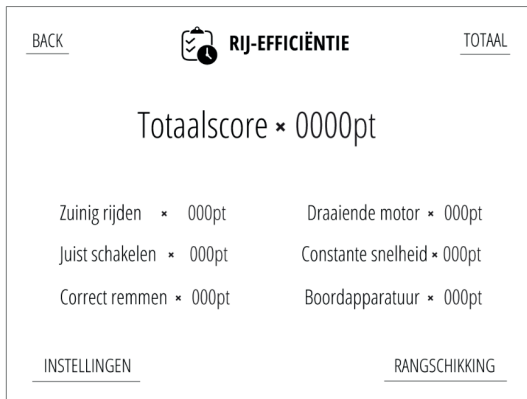 BACK
RIJ-EFFICIËNTIE
TOTAAL
Totaalscore × 0000pt
Zuinig rijden × 000pt
Draaiende motor × 000pt
Juist schakelen × 000pt
Constante snelheid × 000pt
Correct remmen × 000pt
Boordapparatuur × 000pt
INSTELLINGEN
RANGSCHIKKING